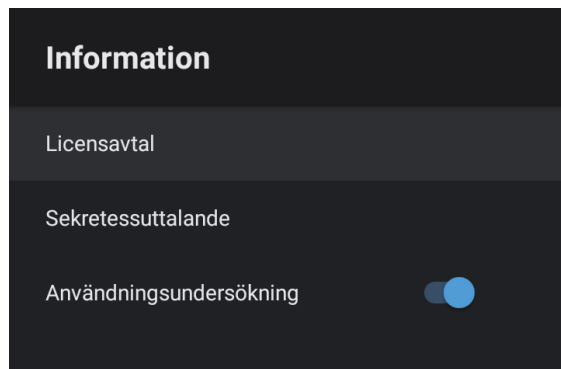 Information
Licensavtal
Sekretessuttalande
Användningsundersökning